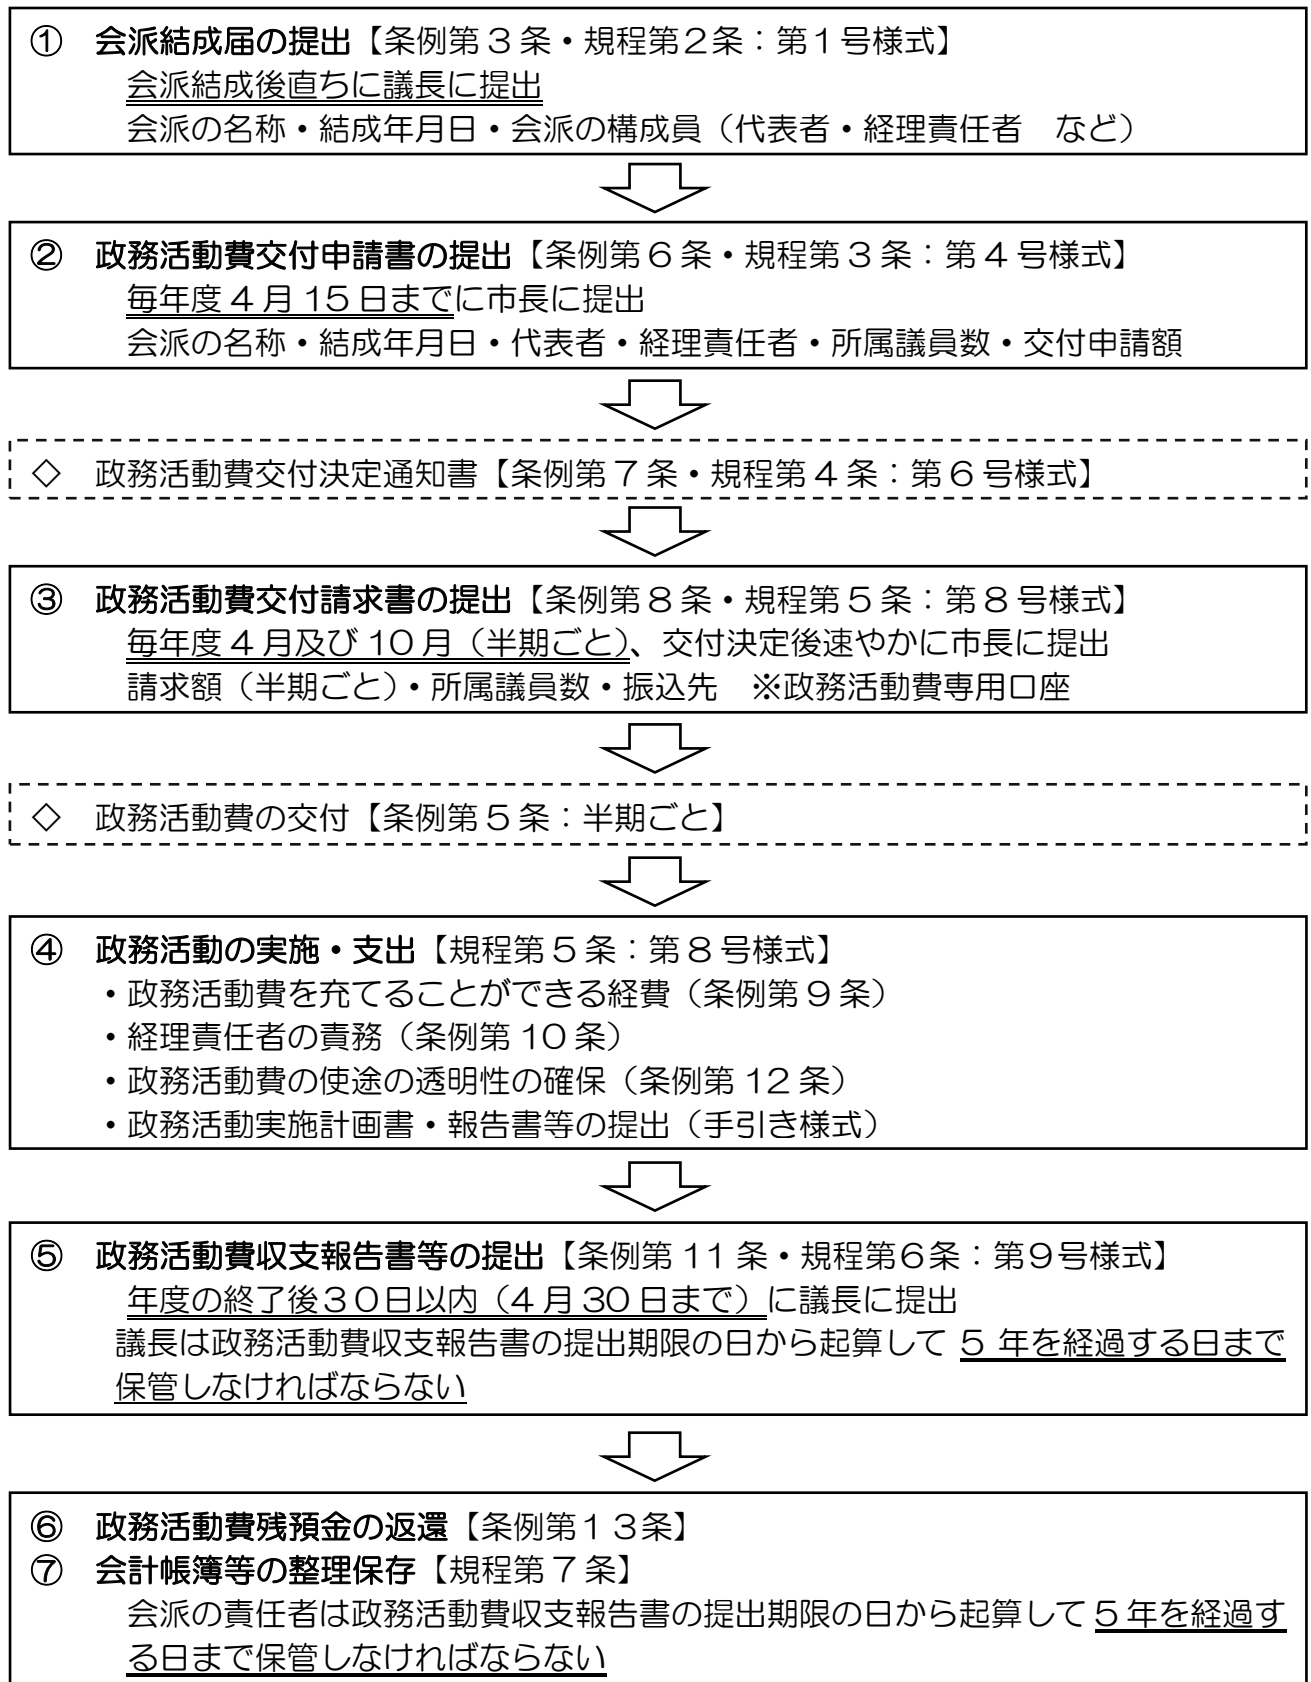 ① 会派結成届の提出【条例第3条・規程第2条：第1号様式】
会派結成後直ちに議長に提出
会派の名称・結成年月日・会派の構成員（代表者・経理責任者　など）
② 政務活動費交付申請書の提出【条例第6条・規程第3条：第4号様式】
毎年度4月15日までに市長に提出
会派の名称・結成年月日・代表者・経理責任者・所属議員数・交付申請額
◇ 政務活動費交付決定通知書【条例第7条・規程第4条：第6号様式】
③ 政務活動費交付請求書の提出【条例第8条・規程第5条：第8号様式】
毎年度4月及び10月（半期ごと）、交付決定後速やかに市長に提出
請求額（半期ごと）・所属議員数・振込先　※政務活動費専用口座
◇ 政務活動費の交付【条例第5条：半期ごと】
④ 政務活動の実施・支出【規程第5条：第8号様式】
・政務活動費を充てることができる経費（条例第9条）
・経理責任者の責務（条例第10条）
・政務活動費の使途の透明性の確保（条例第12条）
・政務活動実施計画書・報告書等の提出（手引き様式）
⑤ 政務活動費収支報告書等の提出【条例第11条・規程第6条：第9号様式】
年度の終了後30日以内（4月30日まで）に議長に提出
議長は政務活動費収支報告書の提出期限の日から起算して 5 年を経過する日まで
保管しなければならない
⑥ 政務活動費残預金の返還【条例第13条】
⑦ 会計帳簿等の整理保存【規程第7条】
会派の責任者は政務活動費収支報告書の提出期限の日から起算して5年を経過す
る日まで保管しなければならない